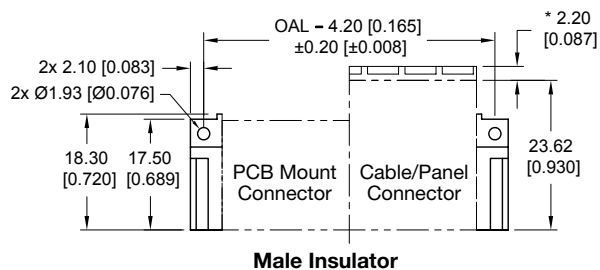 OAL – 4.20 [0.165]
±0.20 [±0.008]
* 2.20
[0.087]
2x 2.10 [0.083]
2x Ø1.93 [Ø0.076]
18.30
[0.720]
17.50
[0.689]
PCB Mount
Connector
Cable/Panel
Connector
23.62
[0.930]
Male Insulator